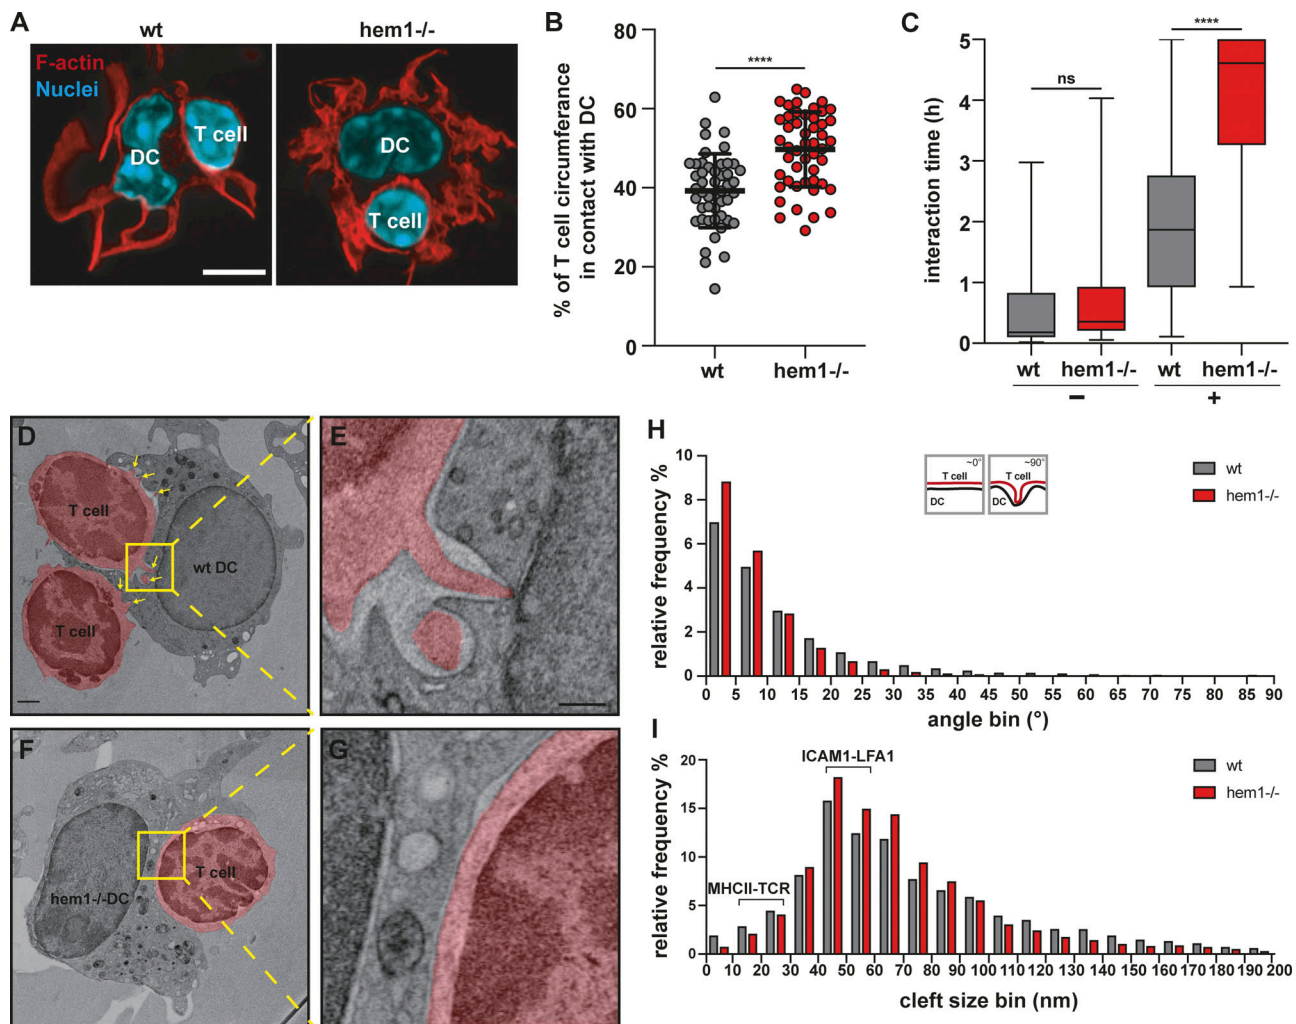 A
wt
hem1-/-
F-actin
Nuclei
DC
T cell
DC
T cell
B
% of T cell circumferance
in contact with DC
80
60
40
20
0
****
wt
hem1-/-
C
interaction time (h)
5
4
3
2
1
0
ns
****
wt
hem1-/-
wt
hem1-/-
−
+
D
T cell
wt DC
T cell
E
F
hem1-/-DC
T cell
G
H
relative frequency %
10
8
6
4
2
0
~0°
T cell
DC
~90°
T cell
DC
wt
hem1-/-
0 5 10 15 20 25 30 35 40 45 50 55 60 65 70 75 80 85 90
angle bin (°)
I
relative frequency %
20
15
10
5
0
MHCII-TCR
ICAM1-LFA1
wt
hem1-/-
0 10 20 30 40 50 60 70 80 90 100 110 120 130 140 150 160 170 180 190 200
cleft size bin (nm)